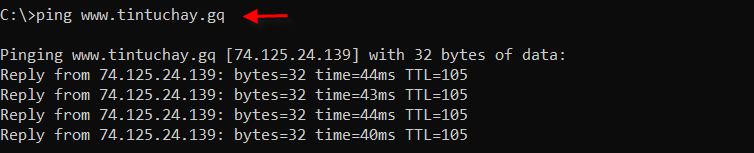 C:\>ping www.tintuchay.gq
Pinging www.tintuchay.gq [74.125.24.139] with 32 bytes of data:
Reply from 74.125.24.139: bytes=32 time=44ms TTL=105
Reply from 74.125.24.139: bytes=32 time=43ms TTL=105
Reply from 74.125.24.139: bytes=32 time=44ms TTL=105
Reply from 74.125.24.139: bytes=32 time=40ms TTL=105